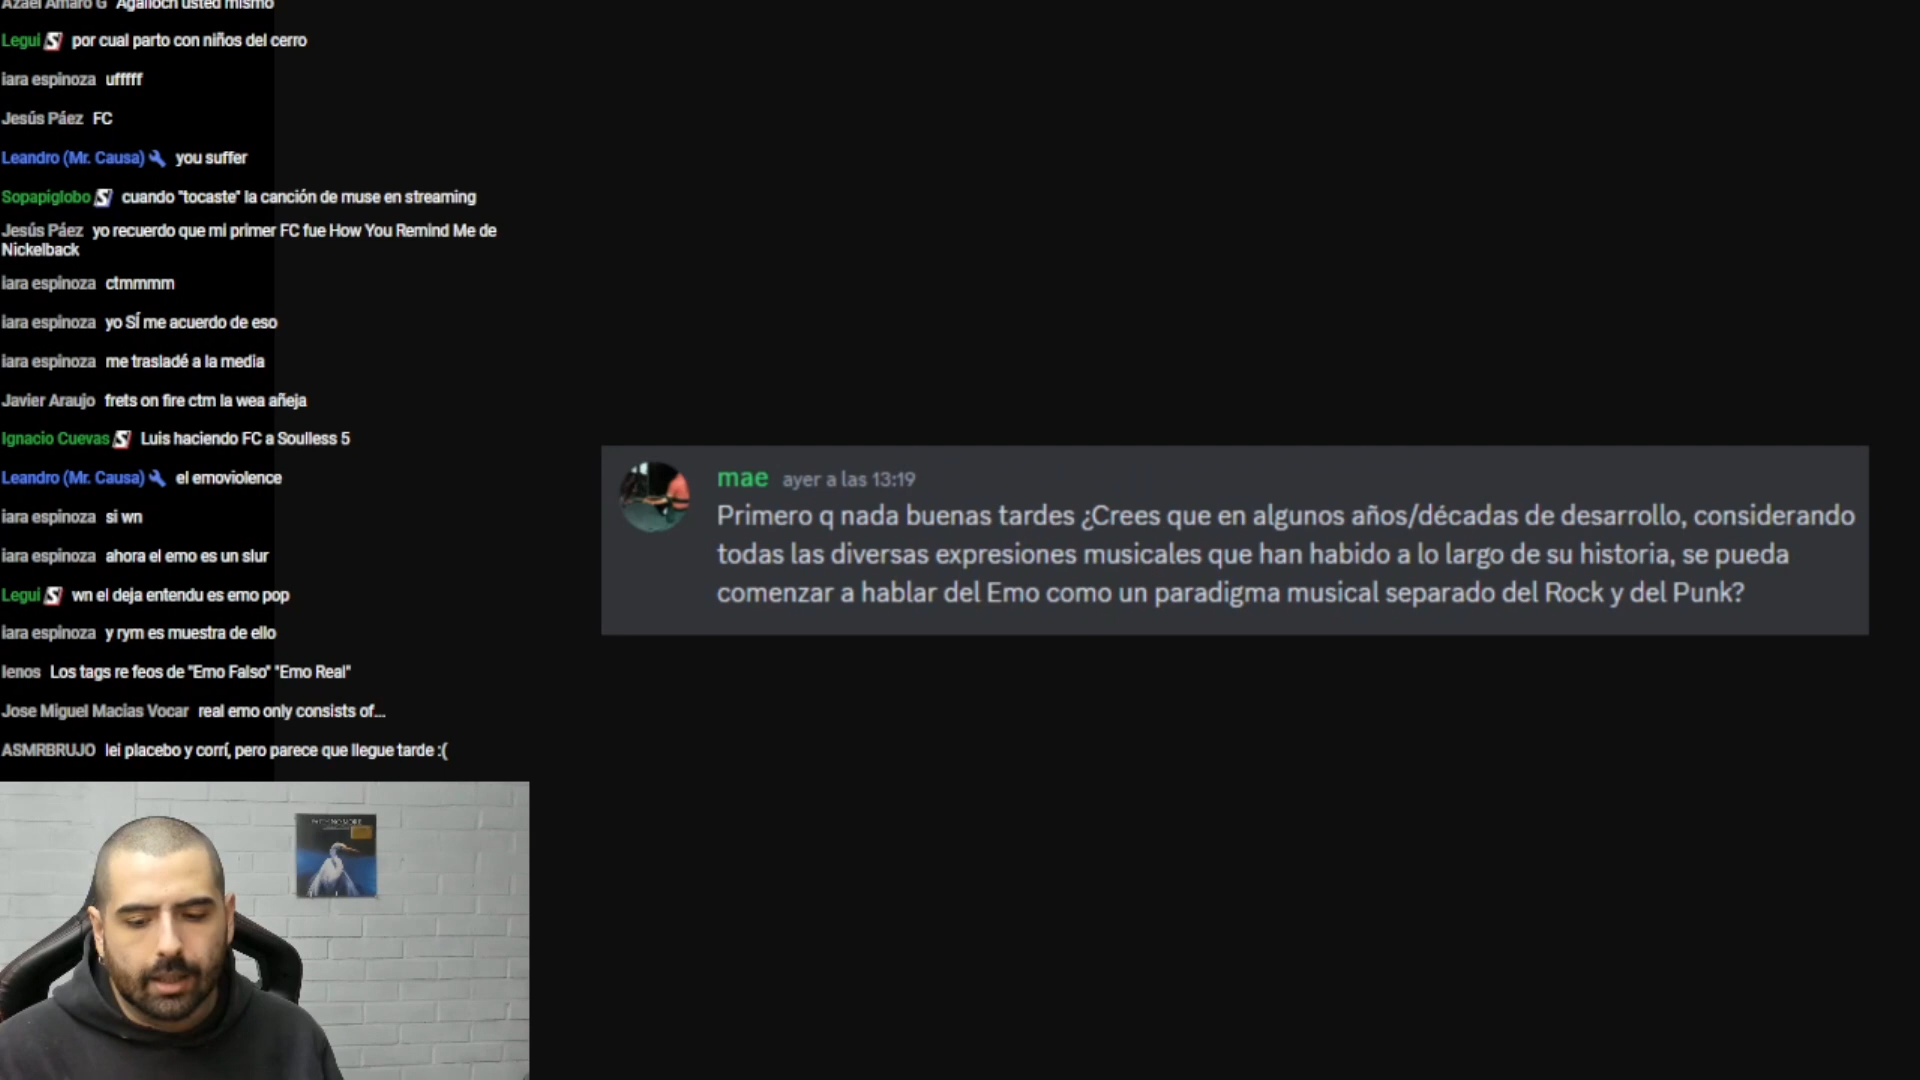 Azael Amaro G Agalloch usted mismo
Legui por cual parto con niños del cerro
iara espinoza ufffff
Jesús Páez FC
Leandro (Mr. Causa) you suffer
Sopapiglobo cuando "tocaste" la canción de muse en streaming
Jesús Páez yo recuerdo que mi primer FC fue How You Remind Me de
Nickelback
iara espinoza ctmmmm
iara espinoza yo SÍ me acuerdo de eso
iara espinoza me trasladé a la media
Javier Araujo frets on fire ctm la wea añeja
Ignacio Cuevas Luis haciendo FC a Soulless 5
Leandro (Mr. Causa) el emoviolence
iara espinoza si wn
iara espinoza ahora el emo es un slur
Legui wn el deja entendu es emo pop
iara espinoza y rym es muestra de ello
lenos Los tags re feos de "Emo Falso" "Emo Real"
Jose Miguel Macias Vocar real emo only consists of...
ASMRBRUJO lei placebo y corrí, pero parece que llegue tarde :(
mae ayer a las 13:19
Primero q nada buenas tardes ¿Crees que en algunos años/décadas de desarrollo, considerando
todas las diversas expresiones musicales que han habido a lo largo de su historia, se pueda
comenzar a hablar del Emo como un paradigma musical separado del Rock y del Punk?
FAITH NO MORE